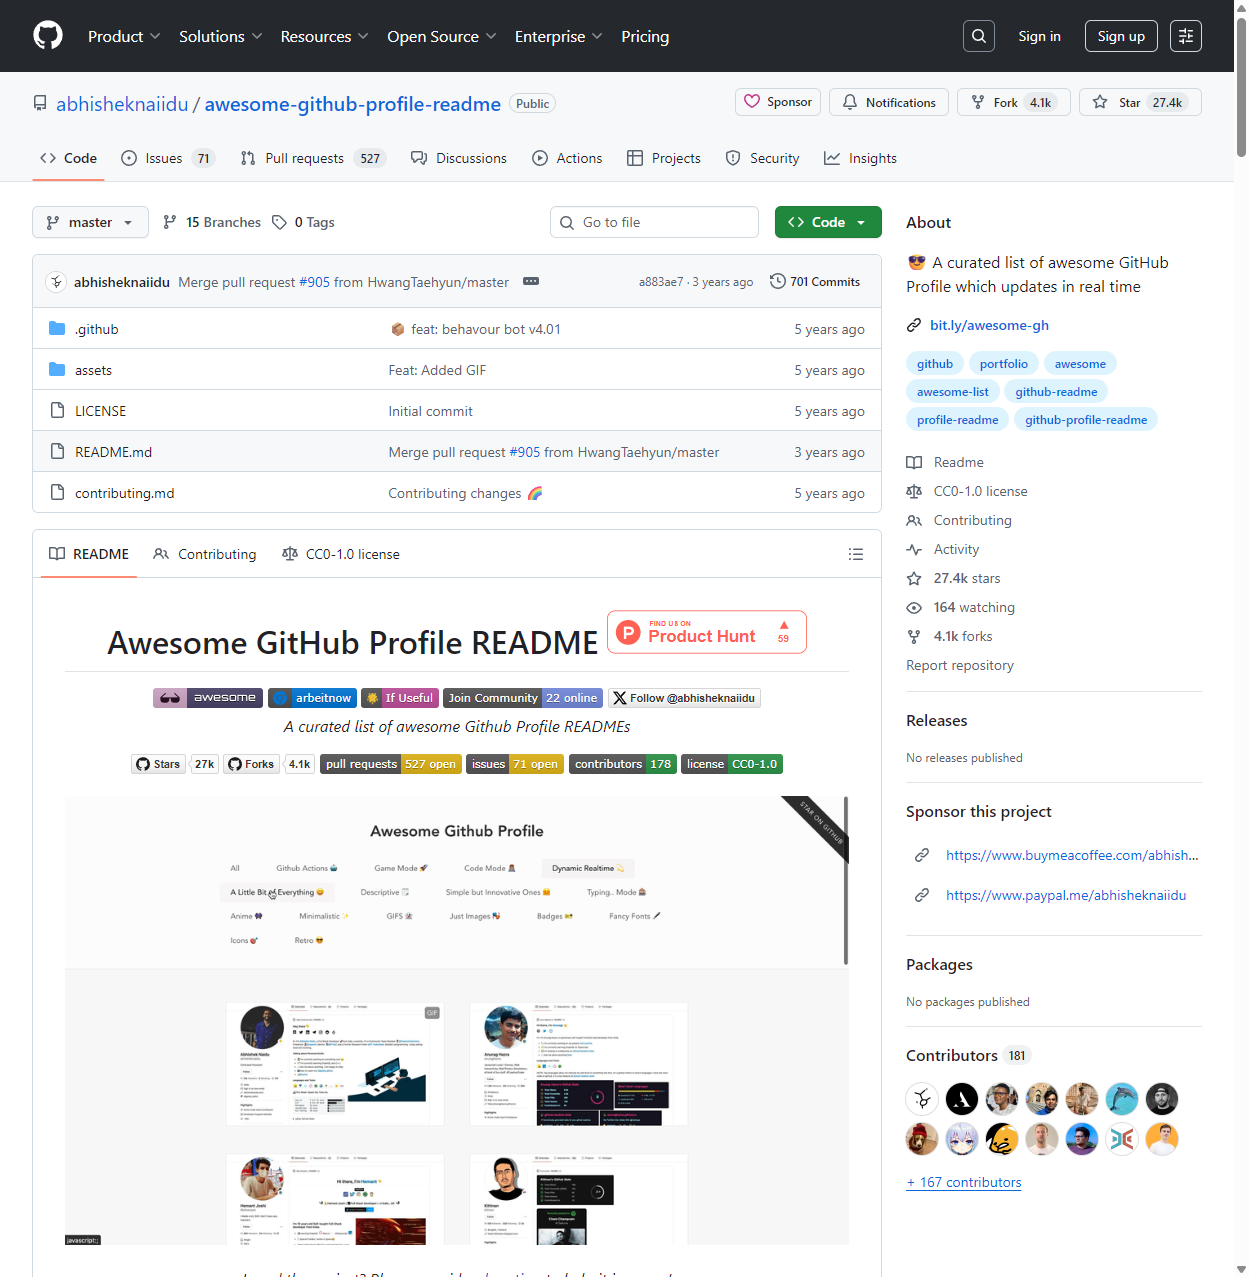 Product Solutions Resources Open Source Enterprise Pricing Sign in Sign up
abhisheknaiidu / awesome-github-profile-readme Public Sponsor Notifications Fork 4.1k Star 27.4k
Code Issues 71 Pull requests 527 Discussions Actions Projects Security Insights
master 15 Branches 0 Tags Go to file Code
abhisheknaiidu Merge pull request #905 from HwangTaehyun/master a883ae7 · 3 years ago 701 Commits
.github 📦 feat: behavour bot v4.01 5 years ago
assets Feat: Added GIF 5 years ago
LICENSE Initial commit 5 years ago
README.md Merge pull request #905 from HwangTaehyun/master 3 years ago
contributing.md Contributing changes 🌈 5 years ago
README Contributing CC0-1.0 license
Awesome GitHub Profile README
FIND US ON
Product Hunt 59
awesome arbeitnow If Useful Join Community 22 online Follow @abhisheknaiidu
A curated list of awesome Github Profile READMEs
Stars 27k Forks 4.1k pull requests 527 open issues 71 open contributors 178 license CC0-1.0
STAR ON GITHUB
Awesome Github Profile
All Github Actions Game Mode 🚀 Code Mode Dynamic Realtime 💫
A Little Bit of Everything Descriptive Simple but Innovative Ones Typing.. Mode
Anime Minimalistic ✨ GIFS Just Images Badges Fancy Fonts
Icons 🎯 Retro 😎
GIF
Abhishek Naidu
Anurag Hazra
Hemant Joshi
Hi there, I'm Hemant
javascript:;
About
😎 A curated list of awesome GitHub
Profile which updates in real time
bit.ly/awesome-gh
github portfolio awesome
awesome-list github-readme
profile-readme github-profile-readme
Readme
CC0-1.0 license
Contributing
Activity
27.4k stars
164 watching
4.1k forks
Report repository
Releases
No releases published
Sponsor this project
https://www.buymeacoffee.com/abhish...
https://www.paypal.me/abhisheknaiidu
Packages
No packages published
Contributors 181
+ 167 contributors